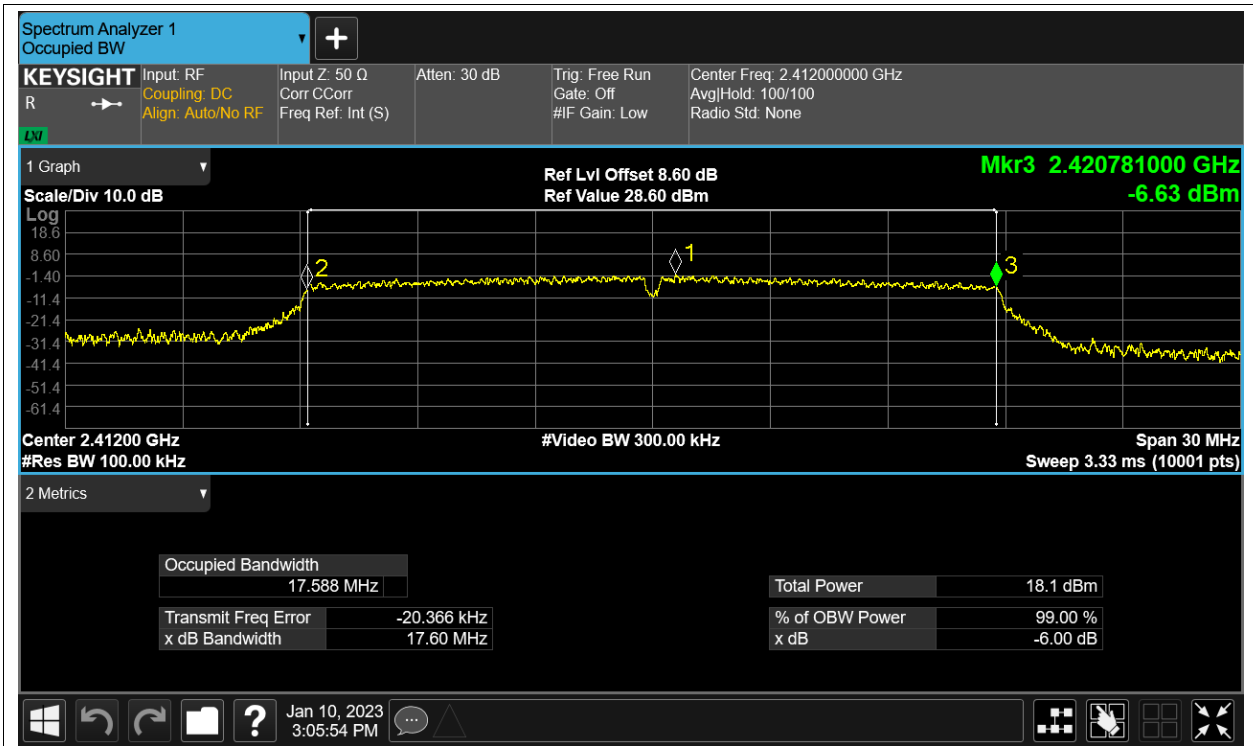 Spectrum Analyzer 1
Occupied BW
KEYSIGHT
R
LXI
Input: RF
Coupling: DC
Align: Auto/No RF
Input Z: 50 Ω
Corr CCorr
Freq Ref: Int (S)
Atten: 30 dB
Trig: Free Run
Gate: Off
#IF Gain: Low
Center Freq: 2.412000000 GHz
Avg|Hold: 100/100
Radio Std: None
1 Graph
Scale/Div 10.0 dB
Ref Lvl Offset 8.60 dB
Ref Value 28.60 dBm
Mkr3 2.420781000 GHz
-6.63 dBm
Log
18.6
8.60
-1.40
-11.4
-21.4
-31.4
-41.4
-51.4
-61.4
2
1
3
Center 2.41200 GHz
#Res BW 100.00 kHz
#Video BW 300.00 kHz
Span 30 MHz
Sweep 3.33 ms (10001 pts)
2 Metrics
Occupied Bandwidth
17.588 MHz
Transmit Freq Error -20.366 kHz
x dB Bandwidth 17.60 MHz
Total Power 18.1 dBm
% of OBW Power 99.00 %
x dB -6.00 dB
?
Jan 10, 2023
3:05:54 PM